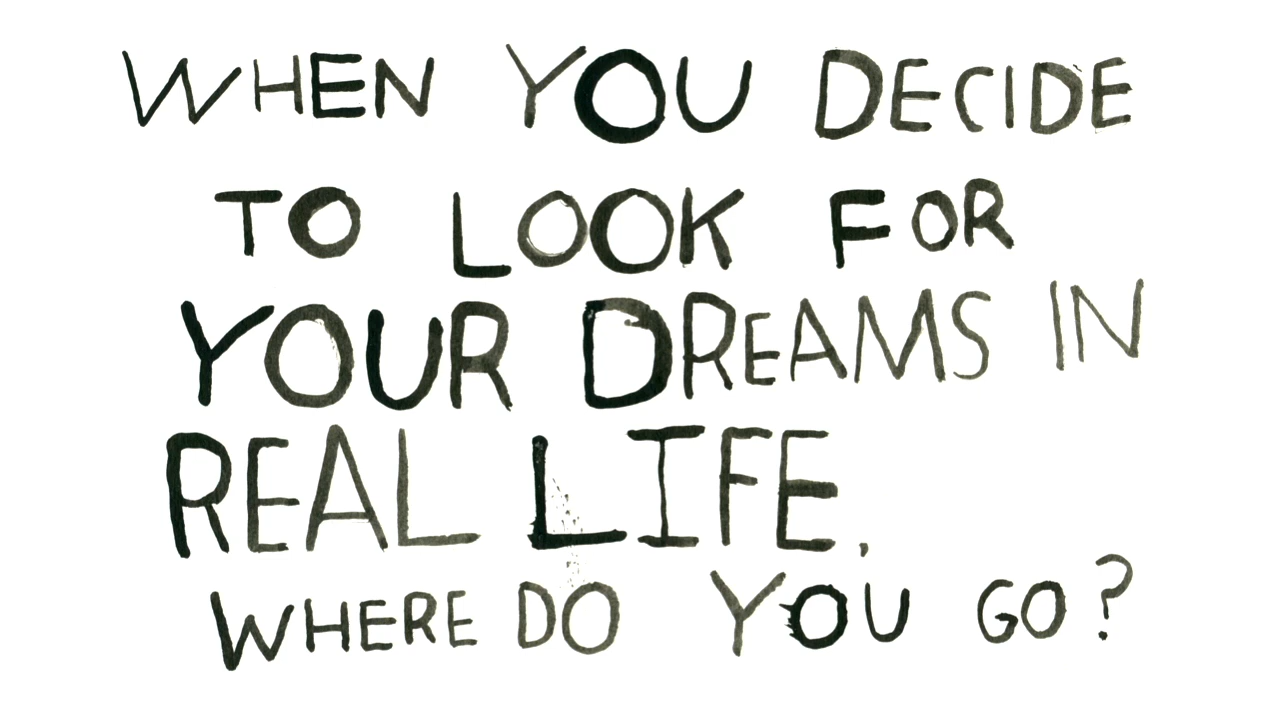 WHEN YOU DECIDE
TO LOOK FOR
YOUR DREAMS IN
REAL LIFE,
WHERE DO YOU GO?